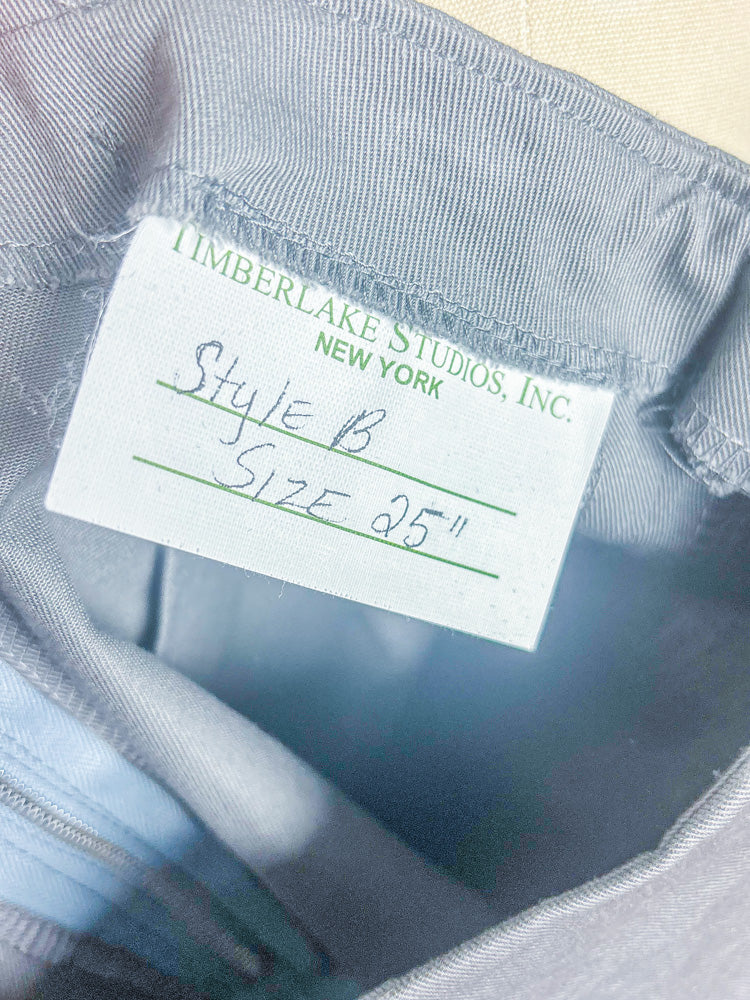 TIMBERLAKE STUDIOS, INC.
NEW YORK
StylE B
SIZE 25"